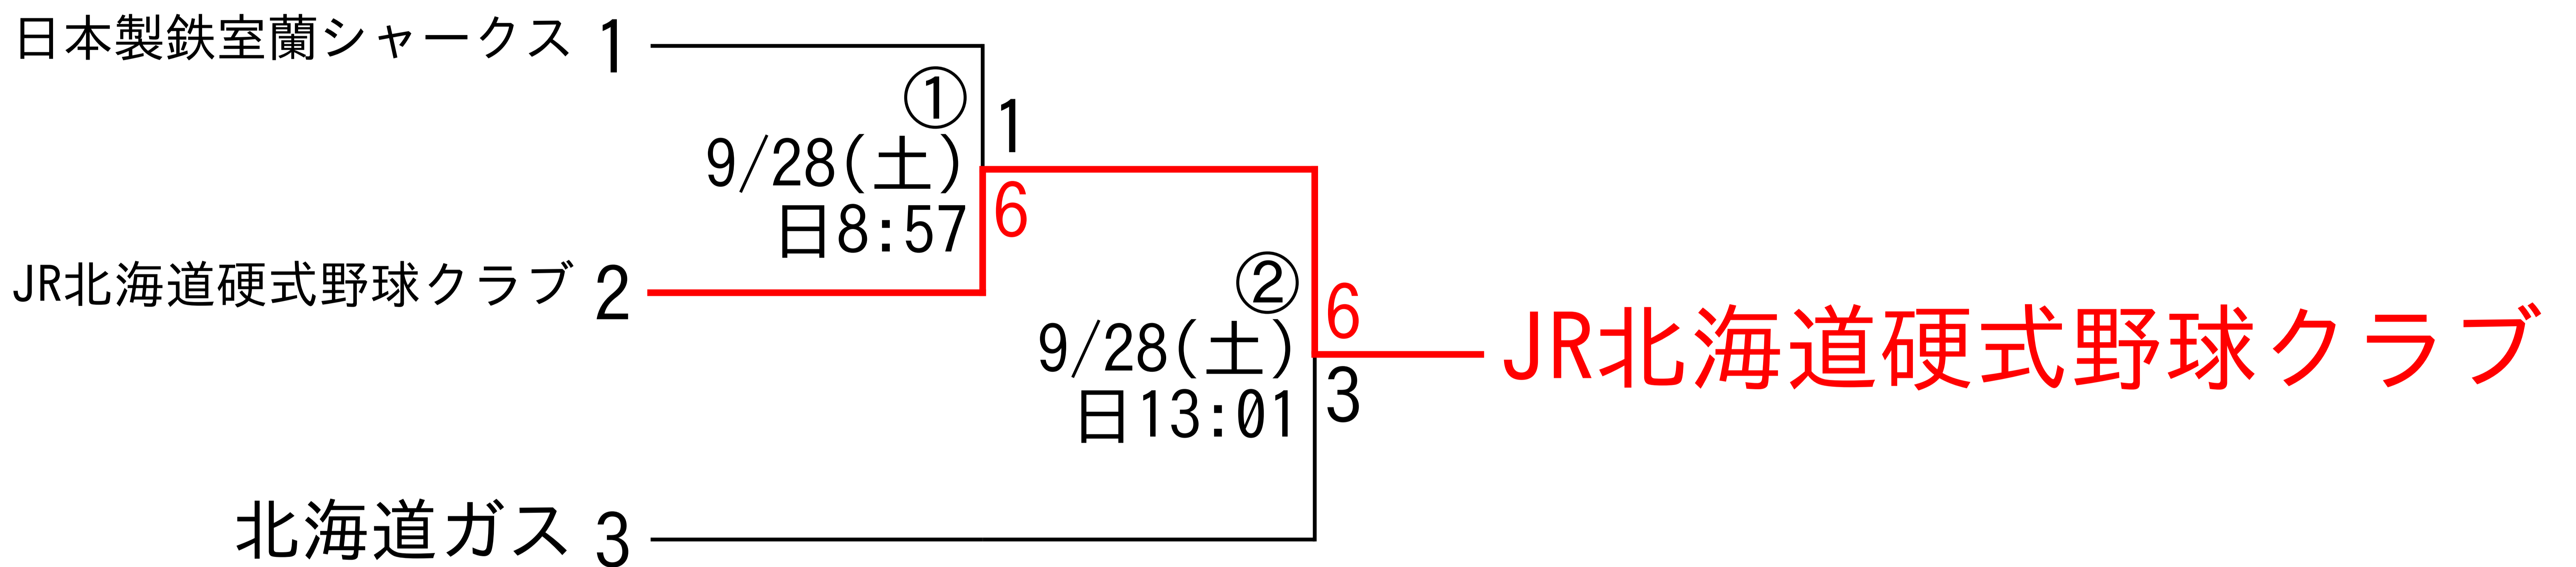 日本製鉄室蘭シャークス 1
①
1
9/28(土)
6
日8:57
JR北海道硬式野球クラブ 2
②
6
9/28(土)
JR北海道硬式野球クラブ
3
日13:01
北海道ガス 3